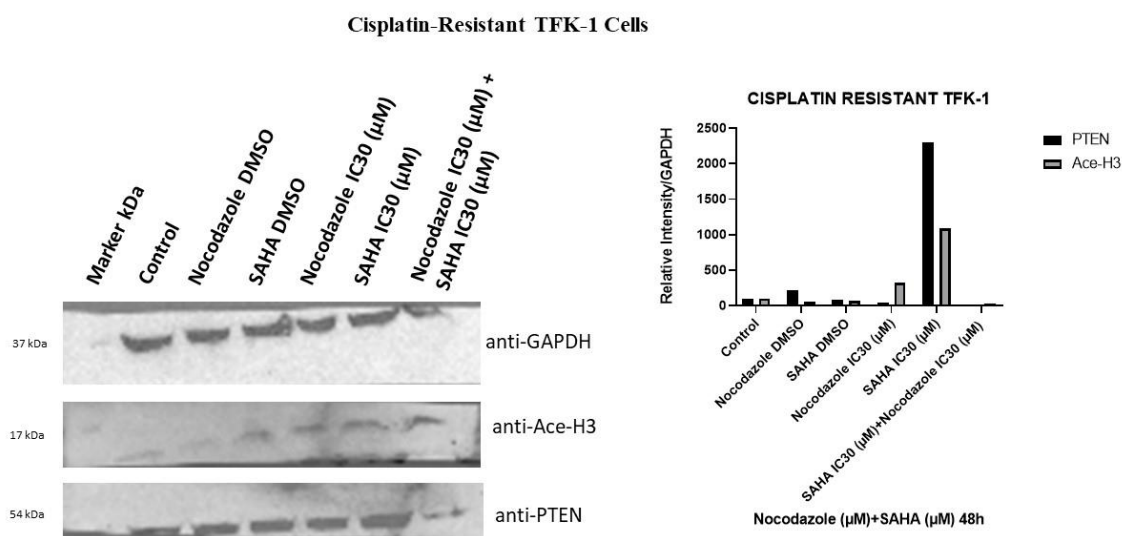 Cisplatin-Resistant TFK-1 Cells
Marker kDa
Control
Nocodazole DMSO
SAHA DMSO
Nocodazole IC30 (µM)
SAHA IC30 (µM)
Nocodazole IC30 (µM) +
SAHA IC30 (µM)
37 kDa
anti-GAPDH
17 kDa
anti-Ace-H3
54 kDa
anti-PTEN
CISPLATIN RESISTANT TFK-1
Relative Intensity/GAPDH
2500
2000
1500
1000
500
0
PTEN
Ace-H3
Control
Nocodazole DMSO
SAHA DMSO
Nocodazole IC30 (µM)
SAHA IC30 (µM)
SAHA IC30 (µM)+Nocodazole IC30 (µM)
Nocodazole (µM)+SAHA (µM) 48h